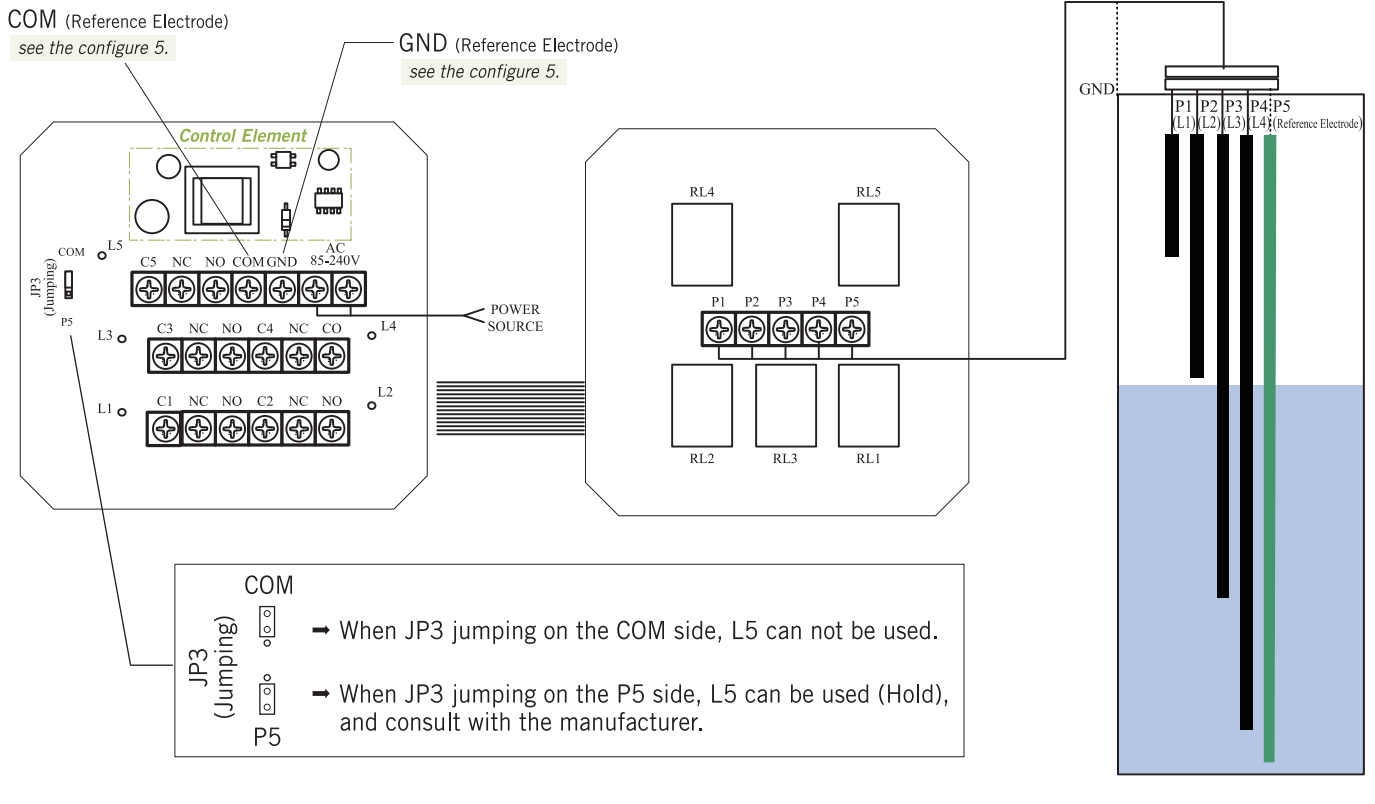 COM (Reference Electrode)
see the configure 5.
GND (Reference Electrode)
see the configure 5.
Control Element
COM
L5
JP3
(Jumping)
P5
C5 NC NO COM GND AC
85-240V
POWER
SOURCE
L3
C3 NC NO C4 NC CO
L4
L1
C1 NC NO C2 NC NO
L2
RL4
RL5
P1 P2 P3 P4 P5
RL2
RL3
RL1
GND
P1 P2 P3 P4 P5
(L1) (L2) (L3) (L4) (Reference Electrode)
JP3
(Jumping)
COM
➡ When JP3 jumping on the COM side, L5 can not be used.
➡ When JP3 jumping on the P5 side, L5 can be used (Hold),
and consult with the manufacturer.
P5